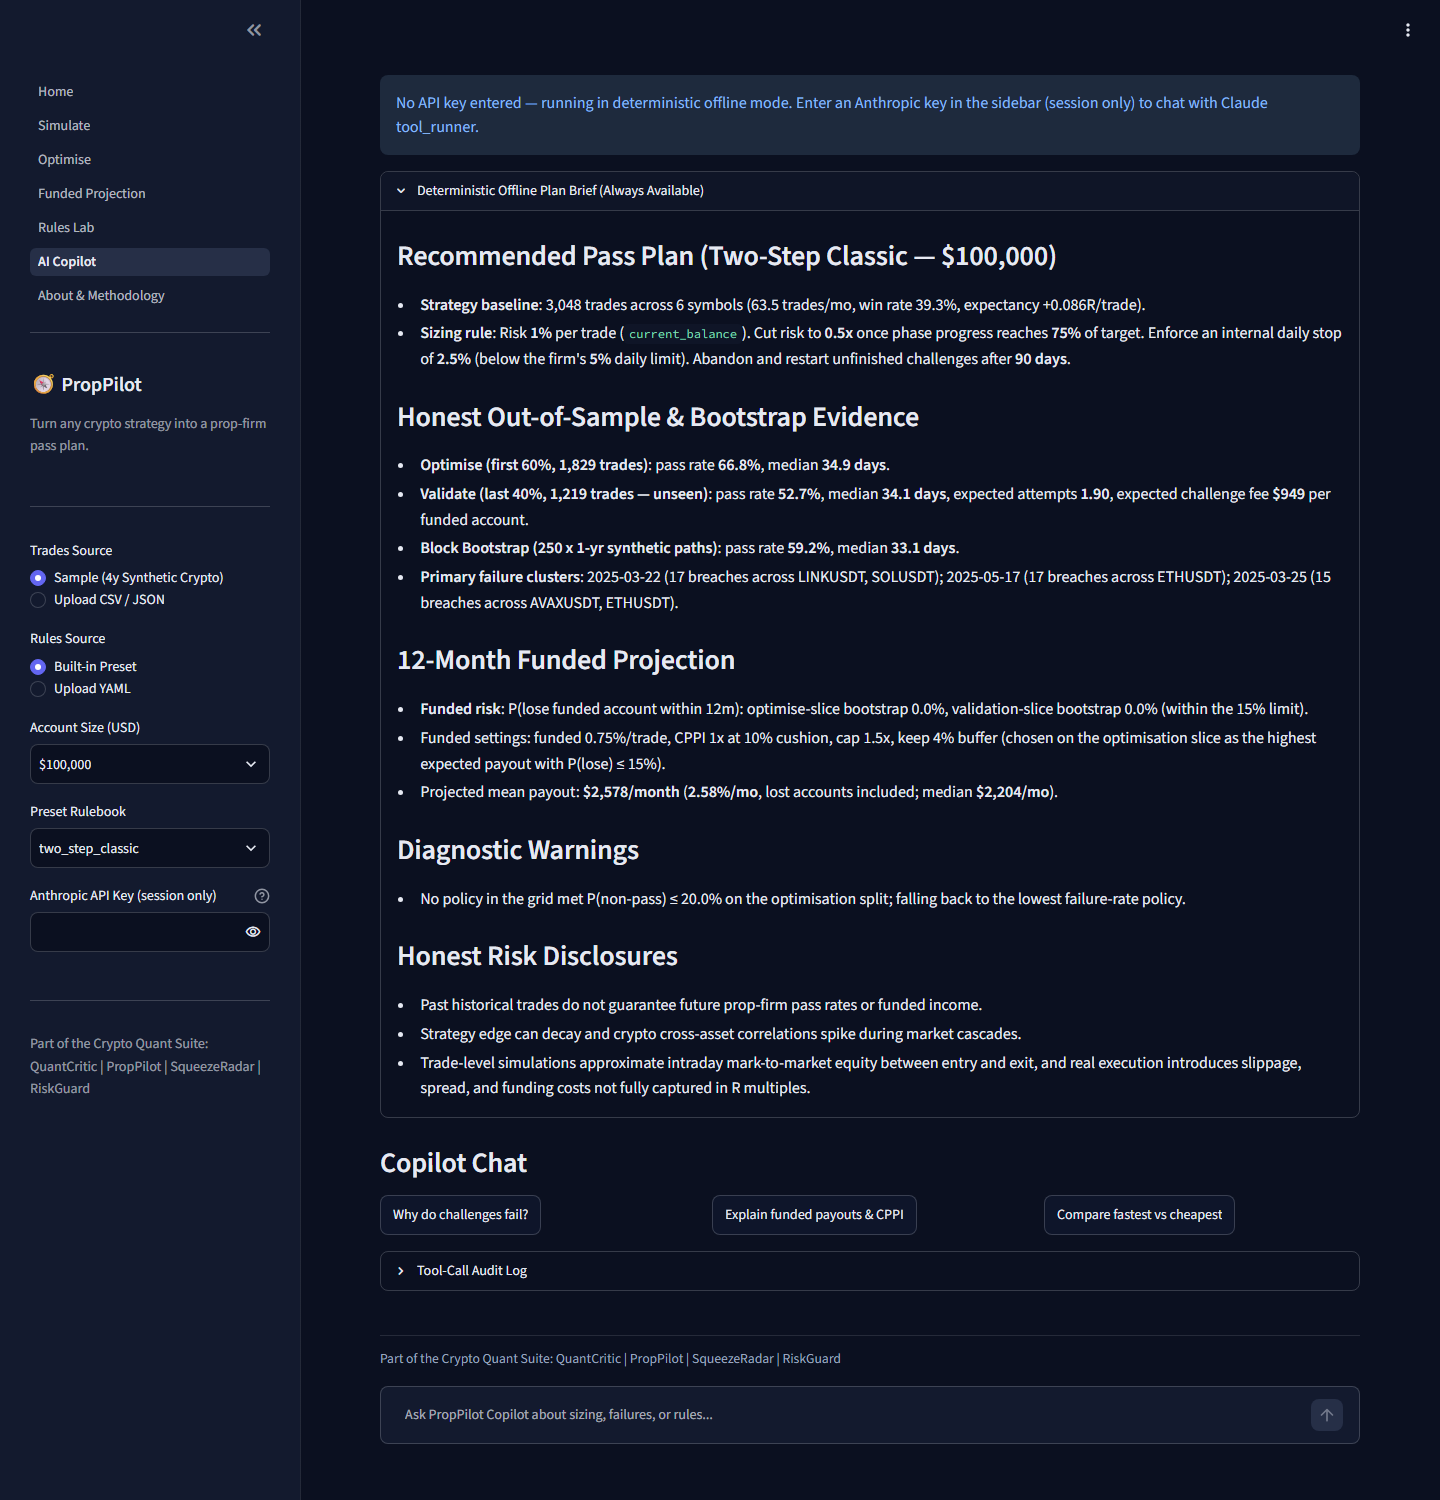 Home
Simulate
Optimise
Funded Projection
Rules Lab
AI Copilot
About & Methodology
PropPilot
Turn any crypto strategy into a prop-firm
pass plan.
Trades Source
Sample (4y Synthetic Crypto)
Upload CSV / JSON
Rules Source
Built-in Preset
Upload YAML
Account Size (USD)
$100,000
Preset Rulebook
two_step_classic
Anthropic API Key (session only)
Part of the Crypto Quant Suite:
QuantCritic | PropPilot | SqueezeRadar |
RiskGuard
No API key entered — running in deterministic offline mode. Enter an Anthropic key in the sidebar (session only) to chat with Claude
tool_runner.
Deterministic Offline Plan Brief (Always Available)
Recommended Pass Plan (Two-Step Classic — $100,000)
• Strategy baseline: 3,048 trades across 6 symbols (63.5 trades/mo, win rate 39.3%, expectancy +0.086R/trade).
• Sizing rule: Risk 1% per trade ( current_balance ). Cut risk to 0.5x once phase progress reaches 75% of target. Enforce an internal daily stop
of 2.5% (below the firm's 5% daily limit). Abandon and restart unfinished challenges after 90 days.
Honest Out-of-Sample & Bootstrap Evidence
• Optimise (first 60%, 1,829 trades): pass rate 66.8%, median 34.9 days.
• Validate (last 40%, 1,219 trades — unseen): pass rate 52.7%, median 34.1 days, expected attempts 1.90, expected challenge fee $949 per
funded account.
• Block Bootstrap (250 x 1-yr synthetic paths): pass rate 59.2%, median 33.1 days.
• Primary failure clusters: 2025-03-22 (17 breaches across LINKUSDT, SOLUSDT); 2025-05-17 (17 breaches across ETHUSDT); 2025-03-25 (15
breaches across AVAXUSDT, ETHUSDT).
12-Month Funded Projection
• Funded risk: P(lose funded account within 12m): optimise-slice bootstrap 0.0%, validation-slice bootstrap 0.0% (within the 15% limit).
• Funded settings: funded 0.75%/trade, CPPI 1x at 10% cushion, cap 1.5x, keep 4% buffer (chosen on the optimisation slice as the highest
expected payout with P(lose) ≤ 15%).
• Projected mean payout: $2,578/month (2.58%/mo, lost accounts included; median $2,204/mo).
Diagnostic Warnings
• No policy in the grid met P(non-pass) ≤ 20.0% on the optimisation split; falling back to the lowest failure-rate policy.
Honest Risk Disclosures
• Past historical trades do not guarantee future prop-firm pass rates or funded income.
• Strategy edge can decay and crypto cross-asset correlations spike during market cascades.
• Trade-level simulations approximate intraday mark-to-market equity between entry and exit, and real execution introduces slippage,
spread, and funding costs not fully captured in R multiples.
Copilot Chat
Why do challenges fail?
Explain funded payouts & CPPI
Compare fastest vs cheapest
Tool-Call Audit Log
Part of the Crypto Quant Suite: QuantCritic | PropPilot | SqueezeRadar | RiskGuard
Ask PropPilot Copilot about sizing, failures, or rules...